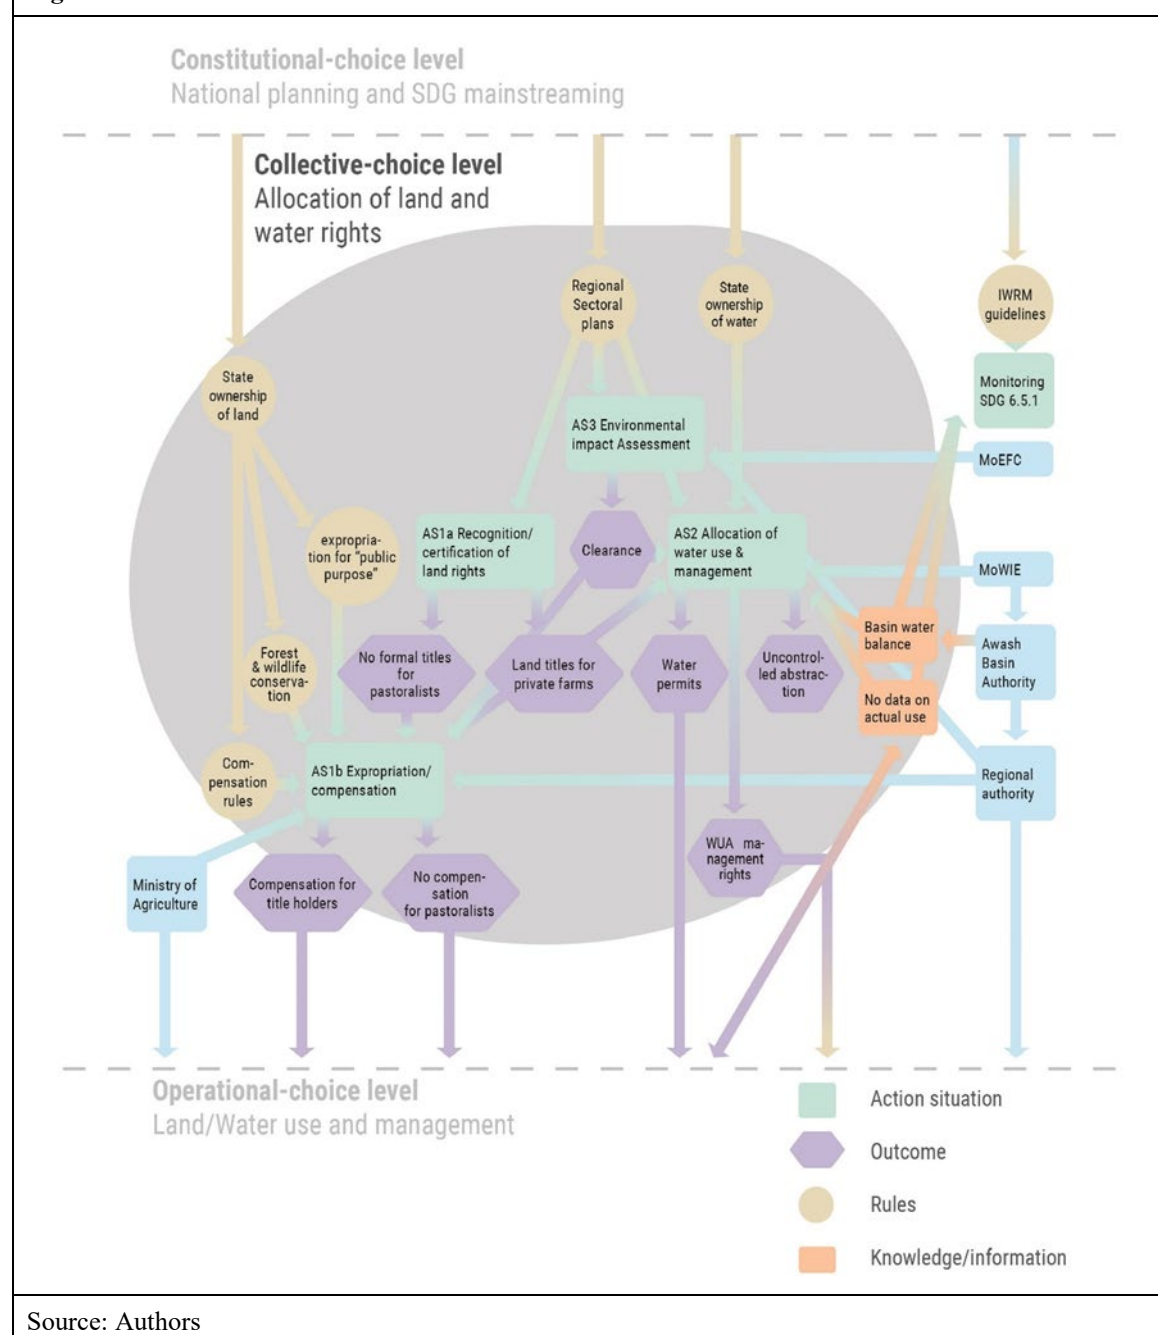 Constitutional-choice level
National planning and SDG mainstreaming
Collective-choice level
Allocation of land and
water rights
Regional
Sectoral
plans
State
ownership
of water
IWRM
guidelines
State
ownership
of land
Monitoring
SDG 6.5.1
AS3 Environmental
impact Assessment
MoEFC
expropria-
tion for "public
purpose"
AS1a Recognition/
certification of
land rights
Clearance
AS2 Allocation of
water use &
management
MoWIE
Basin water
balance
Awash
Basin
Authority
Forest
& wildlife
conserva-
tion
No formal titles
for
pastoralists
Land titles for
private farms
Water
permits
Uncontrol-
led abstrac-
tion
No data on
actual use
Com-
pensation
rules
AS1b Expropriation/
compensation
Regional
authority
WUA ma-
nagement
rights
Ministry of
Agriculture
Compensation for
title holders
No compen-
sation
for pastoralists
Operational-choice level
Land/Water use and management
Action situation
Outcome
Rules
Knowledge/information
Source: Authors